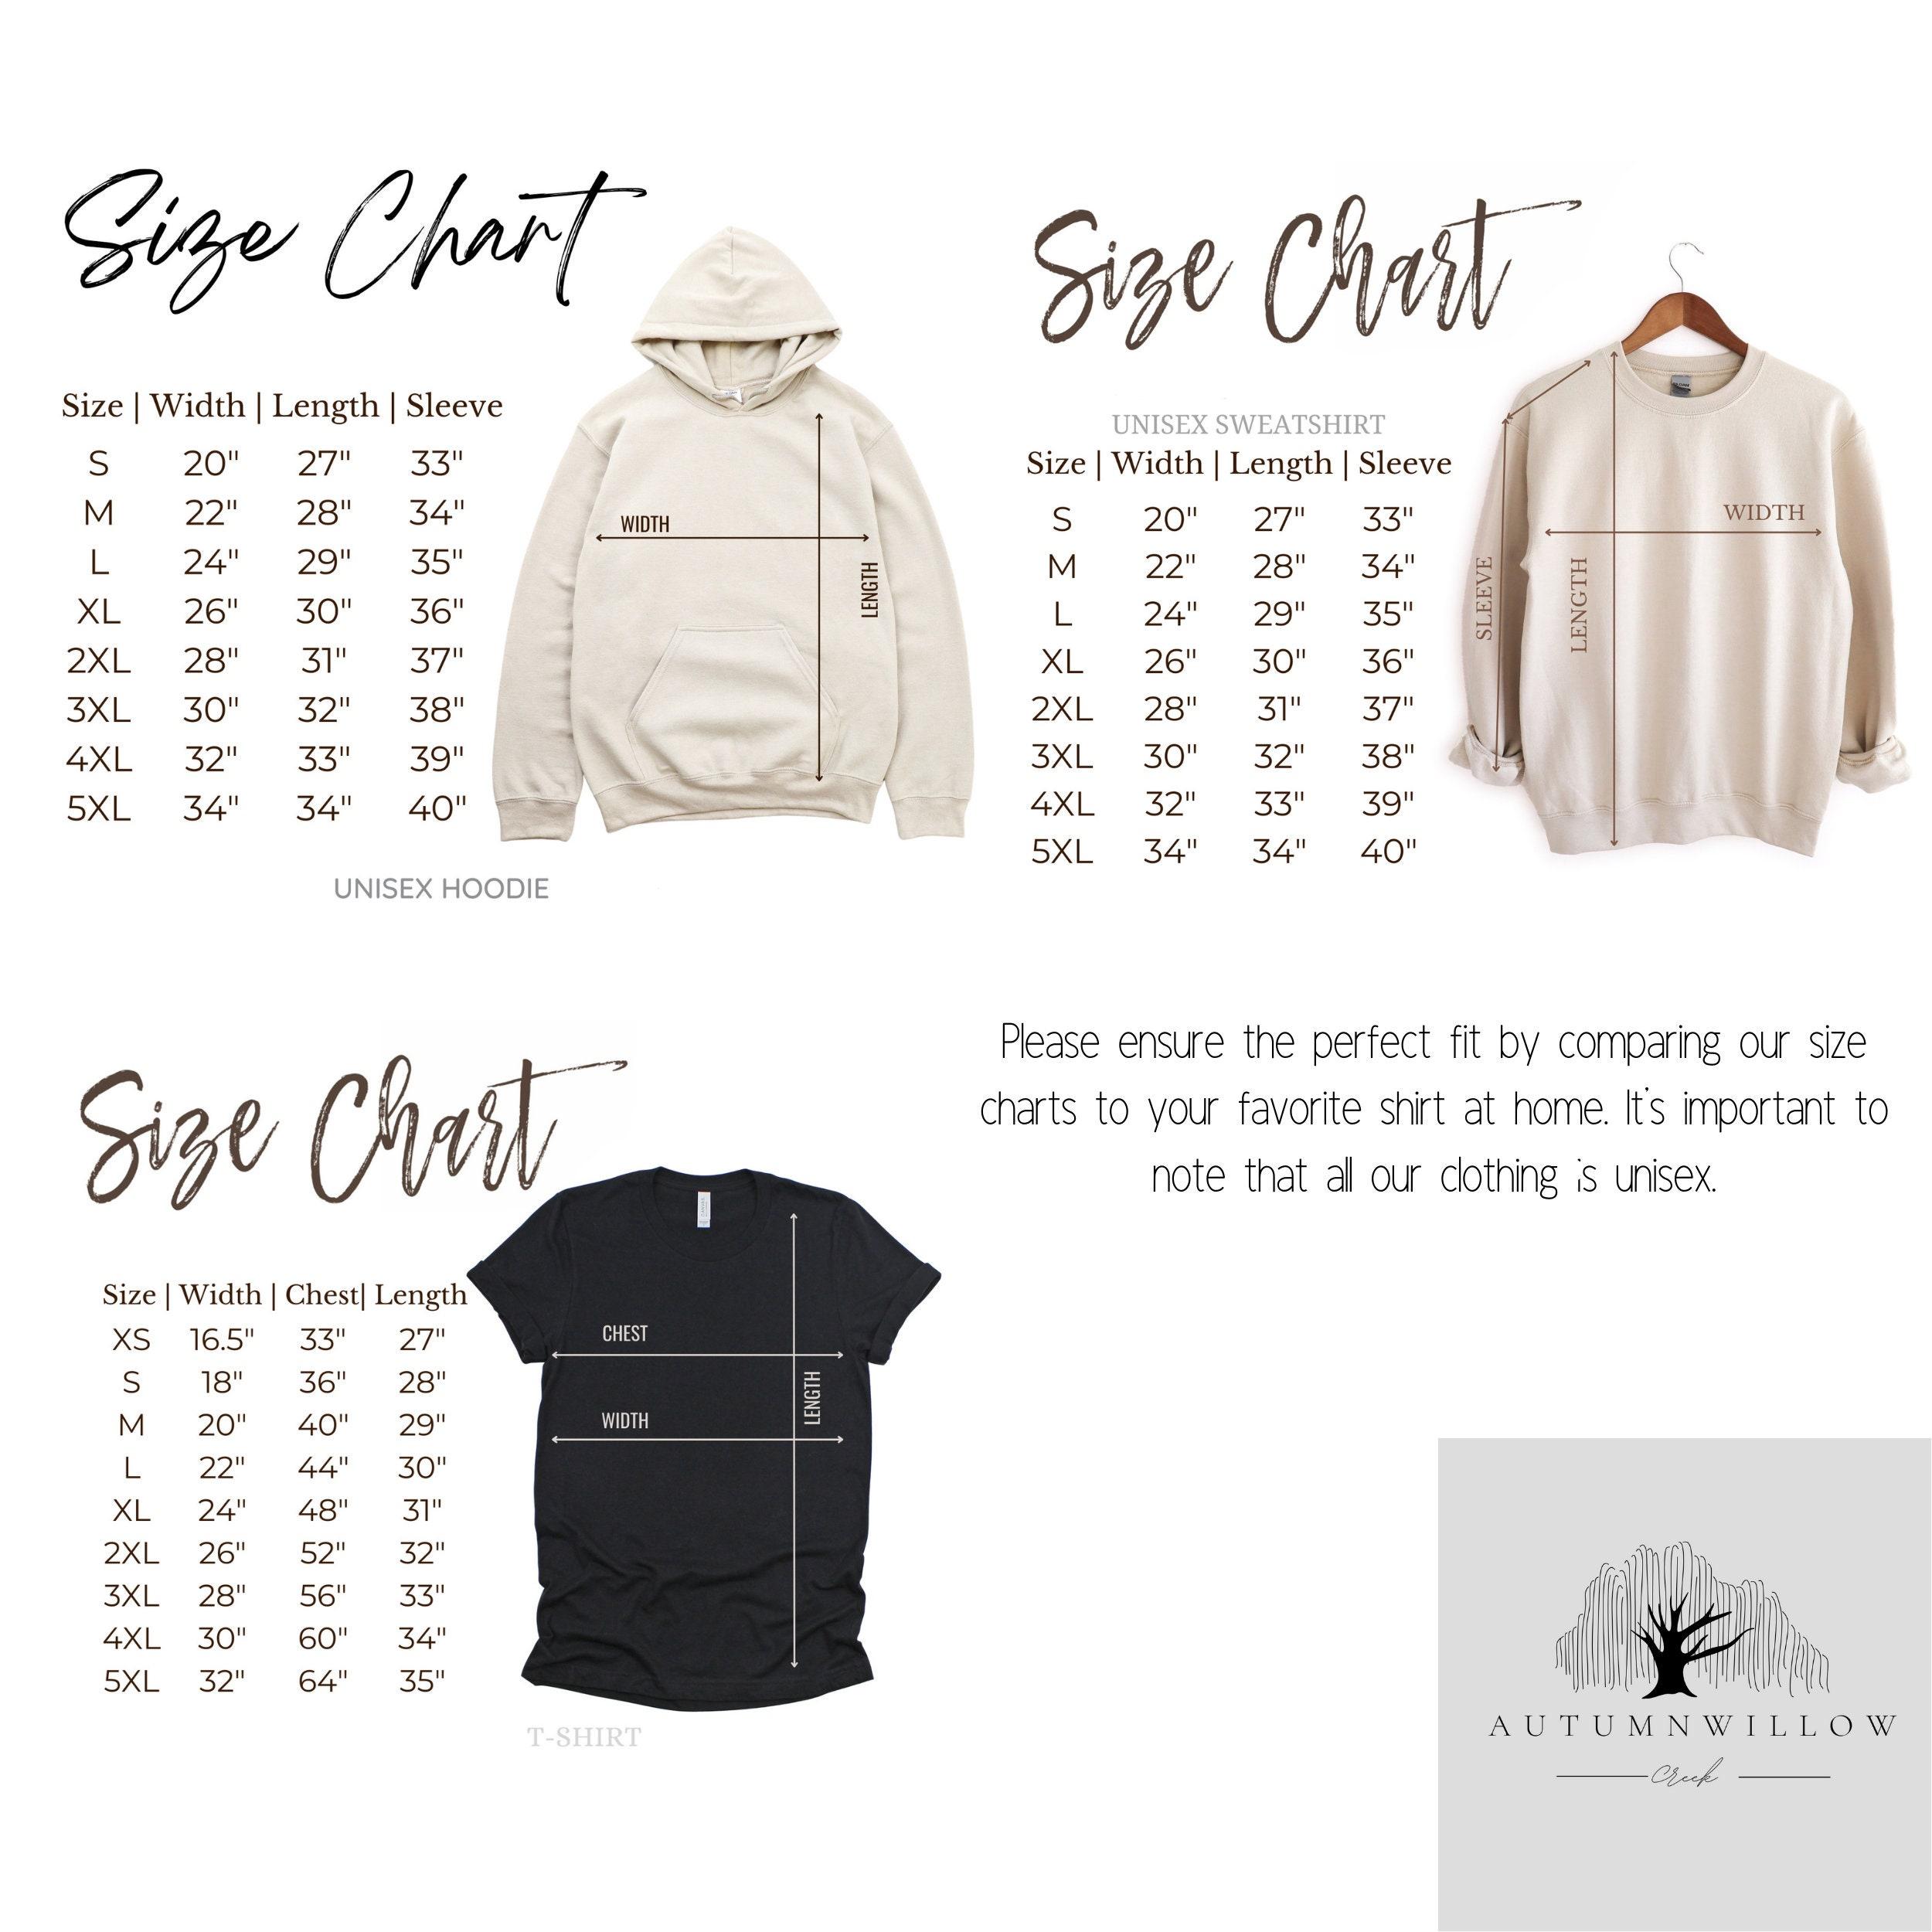 Size Chart
Size | Width | Length | Sleeve
S 20" 27" 33"
M 22" 28" 34"
L 24" 29" 35"
XL 26" 30" 36"
2XL 28" 31" 37"
3XL 30" 32" 38"
4XL 32" 33" 39"
5XL 34" 34" 40"
WIDTH
LENGTH
UNISEX HOODIE
Size Chart
UNISEX SWEATSHIRT
Size | Width | Length | Sleeve
S 20" 27" 33"
M 22" 28" 34"
L 24" 29" 35"
XL 26" 30" 36"
2XL 28" 31" 37"
3XL 30" 32" 38"
4XL 32" 33" 39"
5XL 34" 34" 40"
WIDTH
SLEEVE
LENGTH
Size Chart
Size | Width | Chest| Length
XS 16.5" 33" 27"
S 18" 36" 28"
M 20" 40" 29"
L 22" 44" 30"
XL 24" 48" 31"
2XL 26" 52" 32"
3XL 28" 56" 33"
4XL 30" 60" 34"
5XL 32" 64" 35"
CHEST
WIDTH
LENGTH
T-SHIRT
Please ensure the perfect fit by comparing our size
charts to your favorite shirt at home. It's important to
note that all our clothing is unisex.
AUTUMNWILLOW
Creek